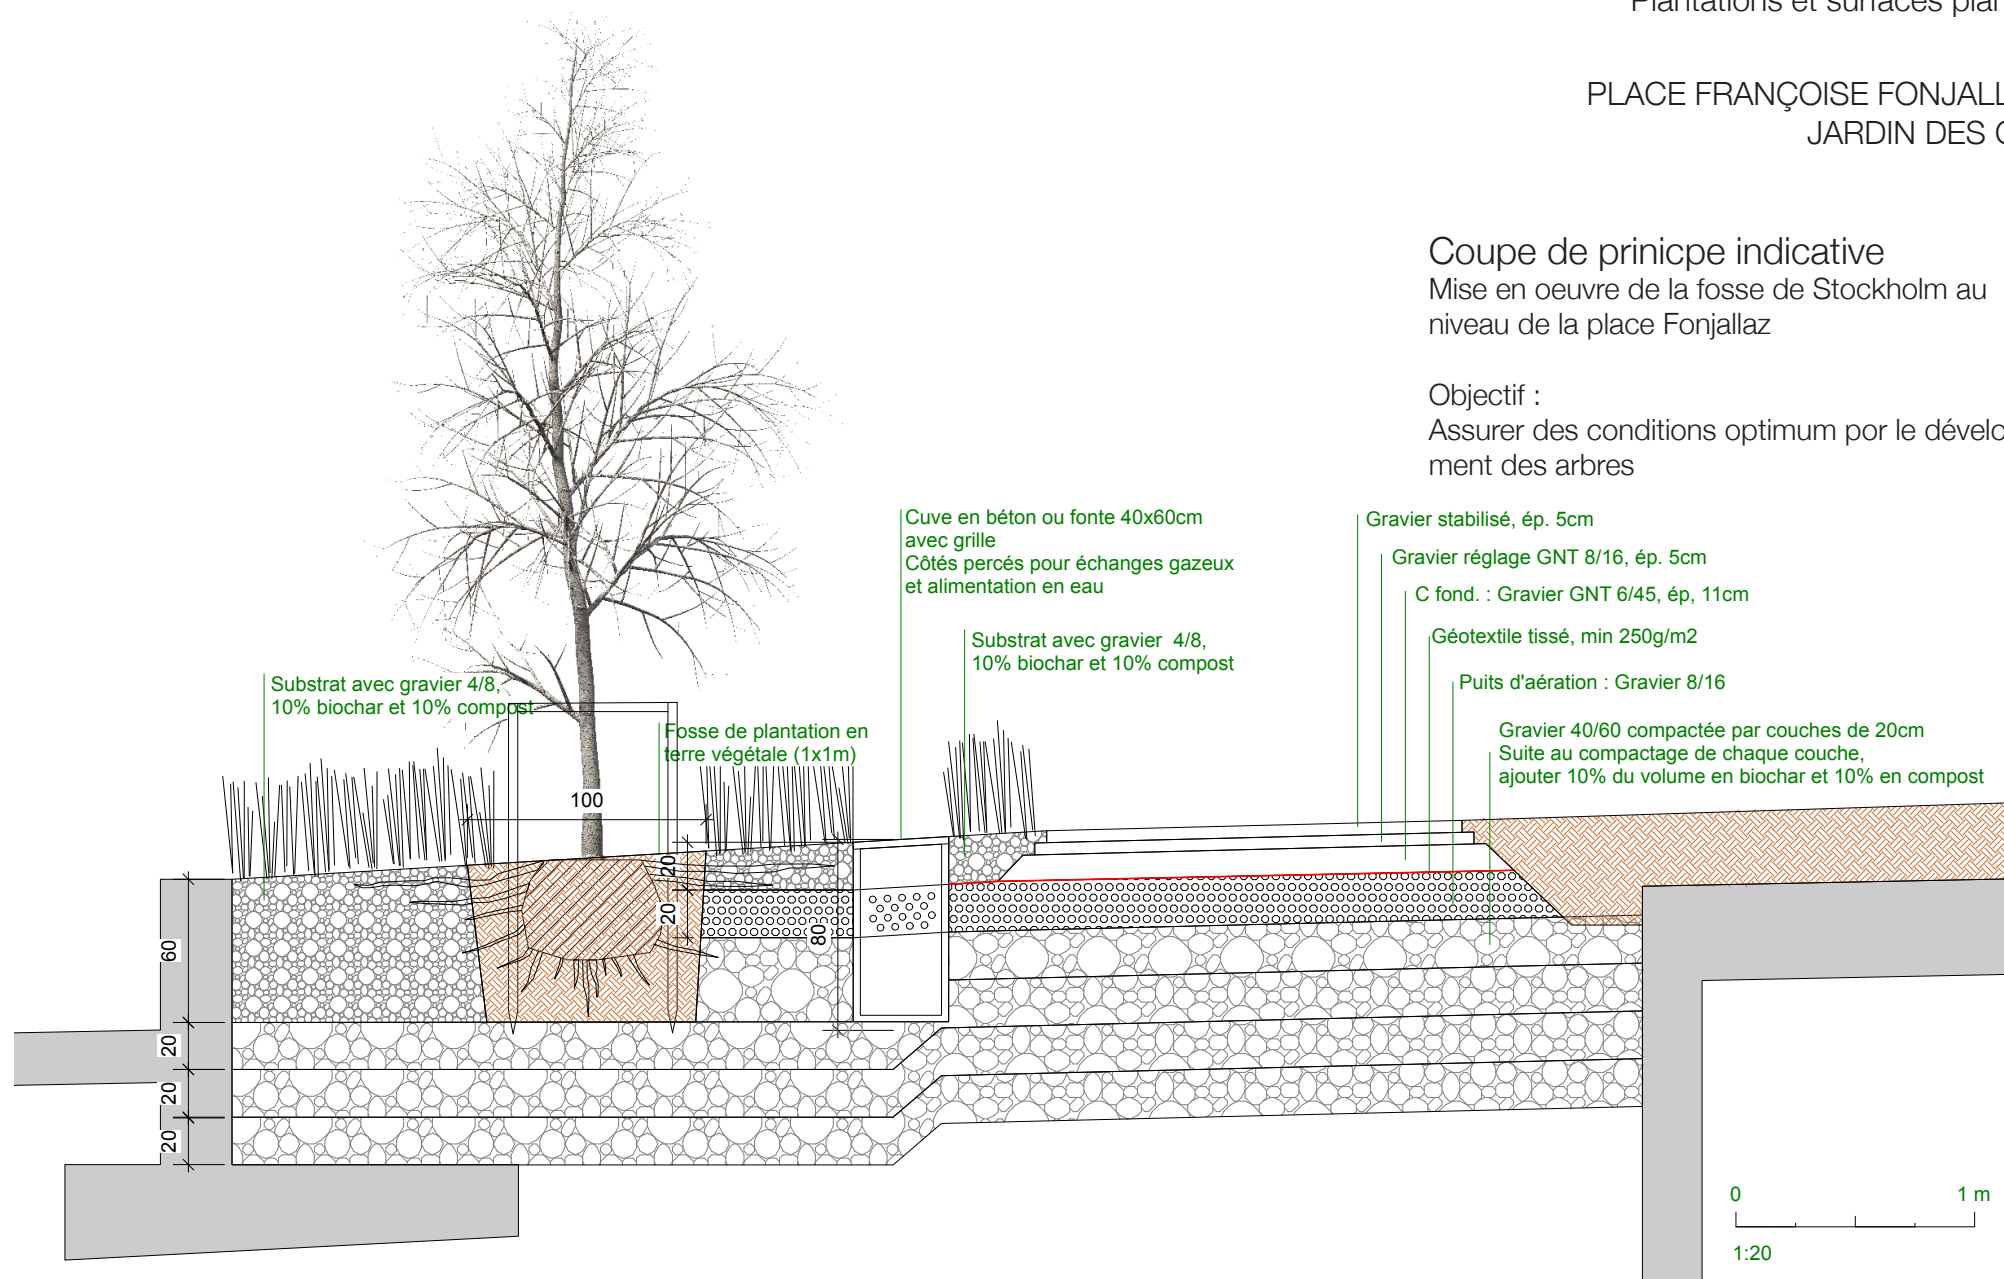 Plantations et surfaces
PLACE FRANÇOISE
JARDIN DES
Coupe de prinicpe indicative
Mise en oeuvre de la fosse de Stockholm au
niveau de la place Fonjallaz
Objectif :
Assurer des conditions optimum por le
ment des arbres
Cuve en béton ou fonte 40x60cm
avec grille
Côtés percés pour échanges gazeux
et alimentation en eau
Gravier stabilisé, ép. 5cm
Gravier réglage GNT 8/16, ép. 5cm
C fond. : Gravier GNT 6/45, ép, 11cm
Géotextile tissé, min 250g/m2
Substrat avec gravier 4/8,
10% biochar et 10% compost
Puits d'aération : Gravier 8/16
Substrat avec gravier 4/8,
10% biochar et 10% compost
Fosse de plantation en
terre végétale (1x1m)
Gravier 40/60 compactée par couches de 20cm
Suite au compactage de chaque couche,
ajouter 10% du volume en biochar et 10% en compost
100
20
20
80
60
20
20
20
0
1 m
1:20